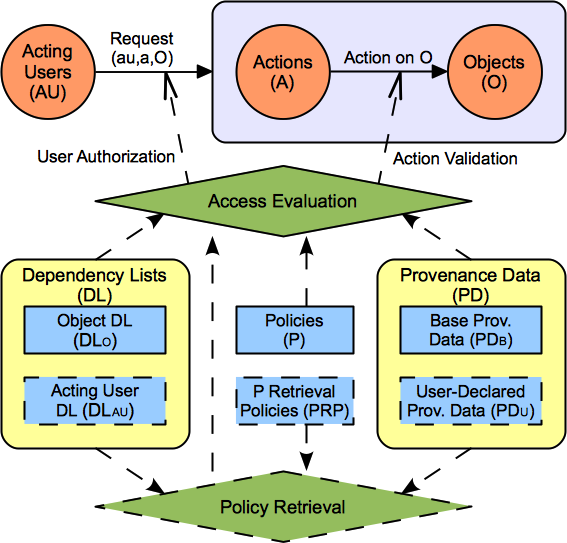 Acting
Users
(AU)
Request
(au,a,O)
Actions
(A)
Action on O
Objects
(O)
User Authorization
Action Validation
Access Evaluation
Dependency Lists
(DL)
Object DL
(DLO)
Acting User
DL (DLAU)
Policies
(P)
P Retrieval
Policies (PRP)
Provenance Data
(PD)
Base Prov.
Data (PDB)
User-Declared
Prov. Data (PDU)
Policy Retrieval